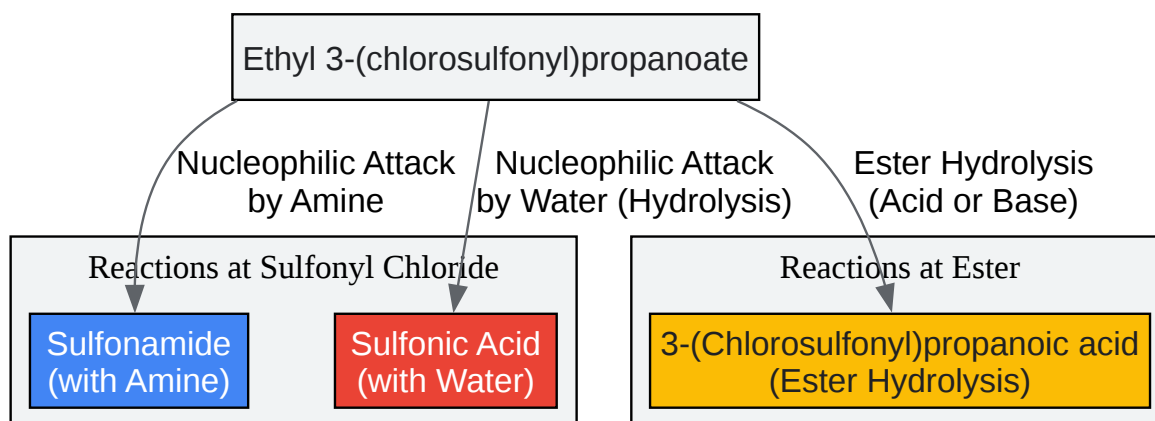 Ethyl 3-(chlorosulfonyl)propanoate
Nucleophilic Attack
by Amine
Nucleophilic Attack
by Water (Hydrolysis)
Ester Hydrolysis
(Acid or Base)
Reactions at Sulfonyl Chloride
Reactions at Ester
Sulfonamide
(with Amine)
Sulfonic Acid
(with Water)
3-(Chlorosulfonyl)propanoic acid
(Ester Hydrolysis)